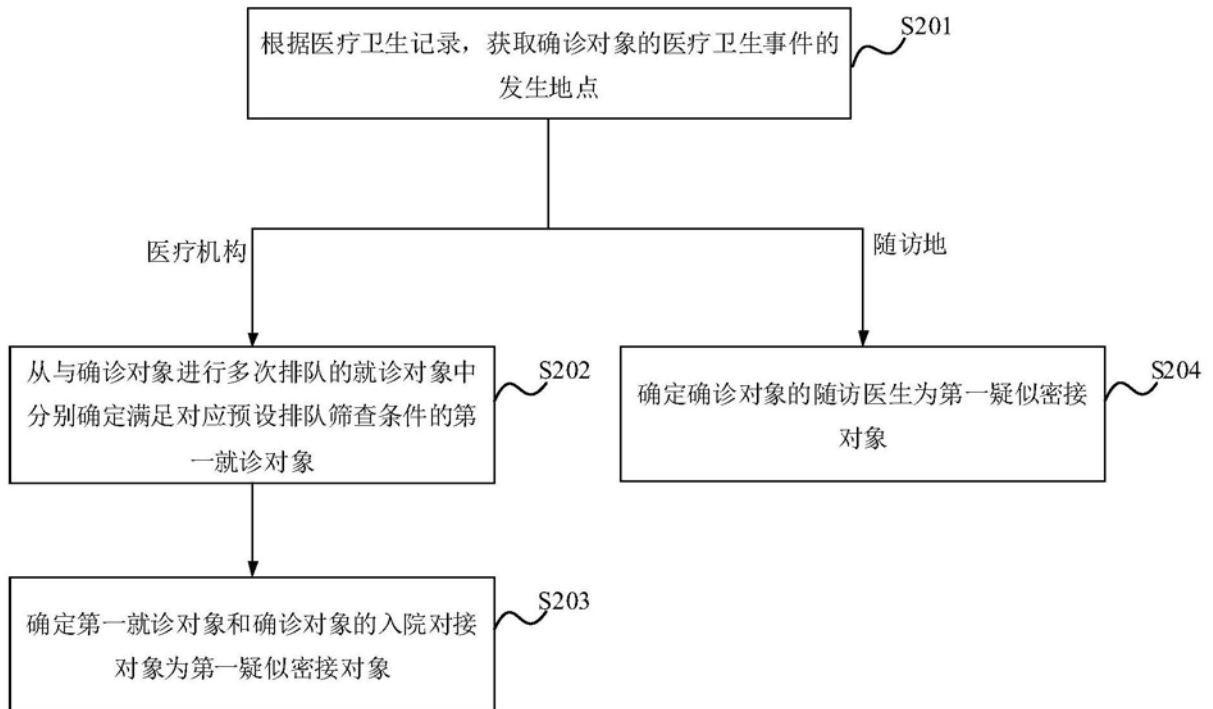 根据医疗卫生记录，获取确诊对象的医疗卫生事件的
发生地点
S201
医疗机构
随访地
从与确诊对象进行多次排队的就诊对象中
分别确定满足对应预设排队筛查条件的第
一就诊对象
S202
确定确诊对象的随访医生为第一疑似密接
对象
S204
确定第一就诊对象和确诊对象的入院对接
对象为第一疑似密接对象
S203